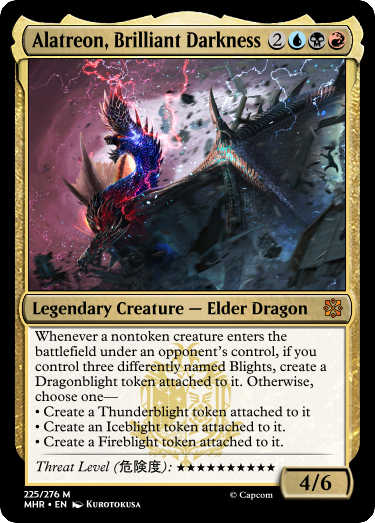 Alatreon, Brilliant Darkness 2
Legendary Creature — Elder Dragon
Whenever a nontoken creature enters the
battlefield under an opponent's control, if you
control three differently named Blights, create a
Dragonblight token attached to it. Otherwise,
choose one—
• Create a Thunderblight token attached to it
• Create an Iceblight token attached to it.
• Create a Fireblight token attached to it.
Threat Level (危険度): ★★★★★★★★★★
4/6
225/276 M
MHR • EN Kurotokusa
© Capcom